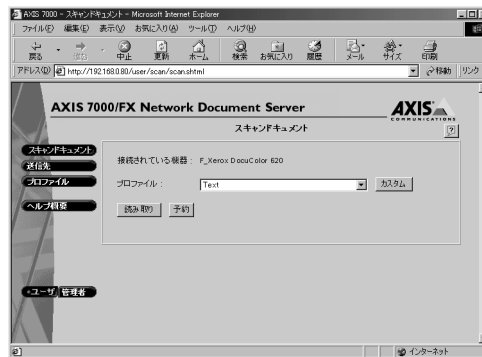 AXIS 7000 - スキャンドキュメント - Microsoft Internet Explorer
ファイル(F) 編集(E) 表示(V) お気に入り(A) ツール(T) ヘルプ(H)
戻る 進む 中止 更新 ホーム 検索 お気に入り 履歴 メール サイズ 印刷
アドレス(D) http://192.168.0.80/user/scan/scan.shtml 移動 リンク
AXIS 7000/FX Network Document Server
AXIS
COMMUNICATIONS
スキャンドキュメント
?
スキャンドキュメント
送信先
プロファイル
ヘルプ概要
接続されている機器 : F_Xerox DocuColor 620
プロファイル : Text カスタム
読み取り 予約
ユーザ 管理者
インターネット